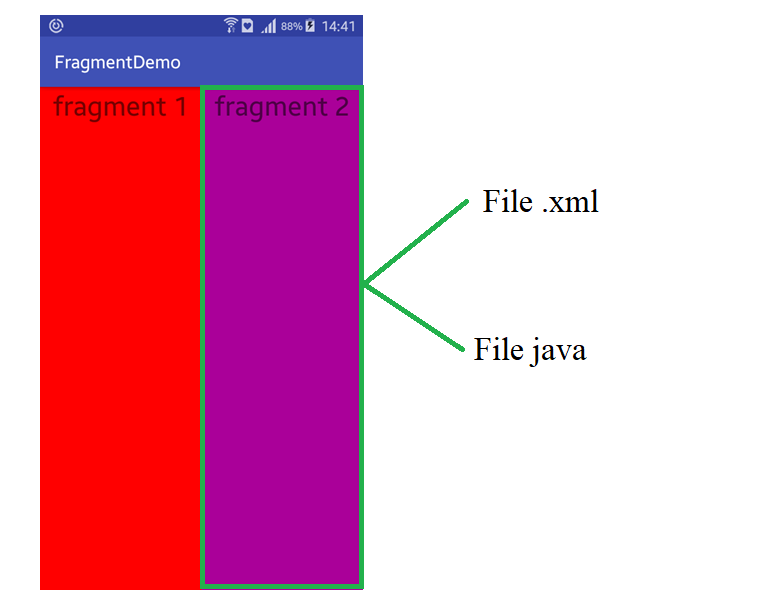 88% 14:41
FragmentDemo
fragment 1
fragment 2
File .xml
File java